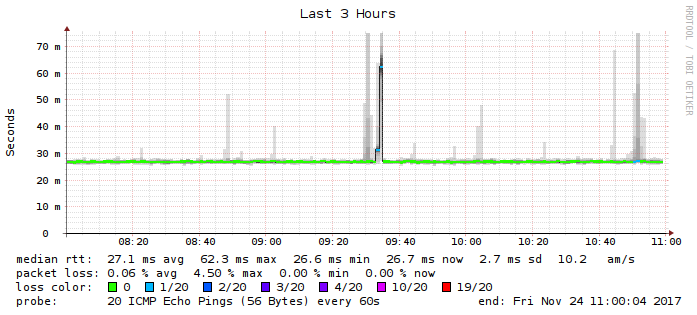 Last 3 Hours
RRDTOOL / TOBI OETIKER
Seconds
70 m
60 m
50 m
40 m
30 m
20 m
10 m
0
08:20 08:40 09:00 09:20 09:40 10:00 10:20 10:40 11:00
median rtt: 27.1 ms avg 62.3 ms max 26.6 ms min 26.7 ms now 2.7 ms sd 10.2 am/s
packet loss: 0.06 % avg 4.50 % max 0.00 % min 0.00 % now
loss color: 0 1/20 2/20 3/20 4/20 10/20 19/20
probe: 20 ICMP Echo Pings (56 Bytes) every 60s end: Fri Nov 24 11:00:04 2017